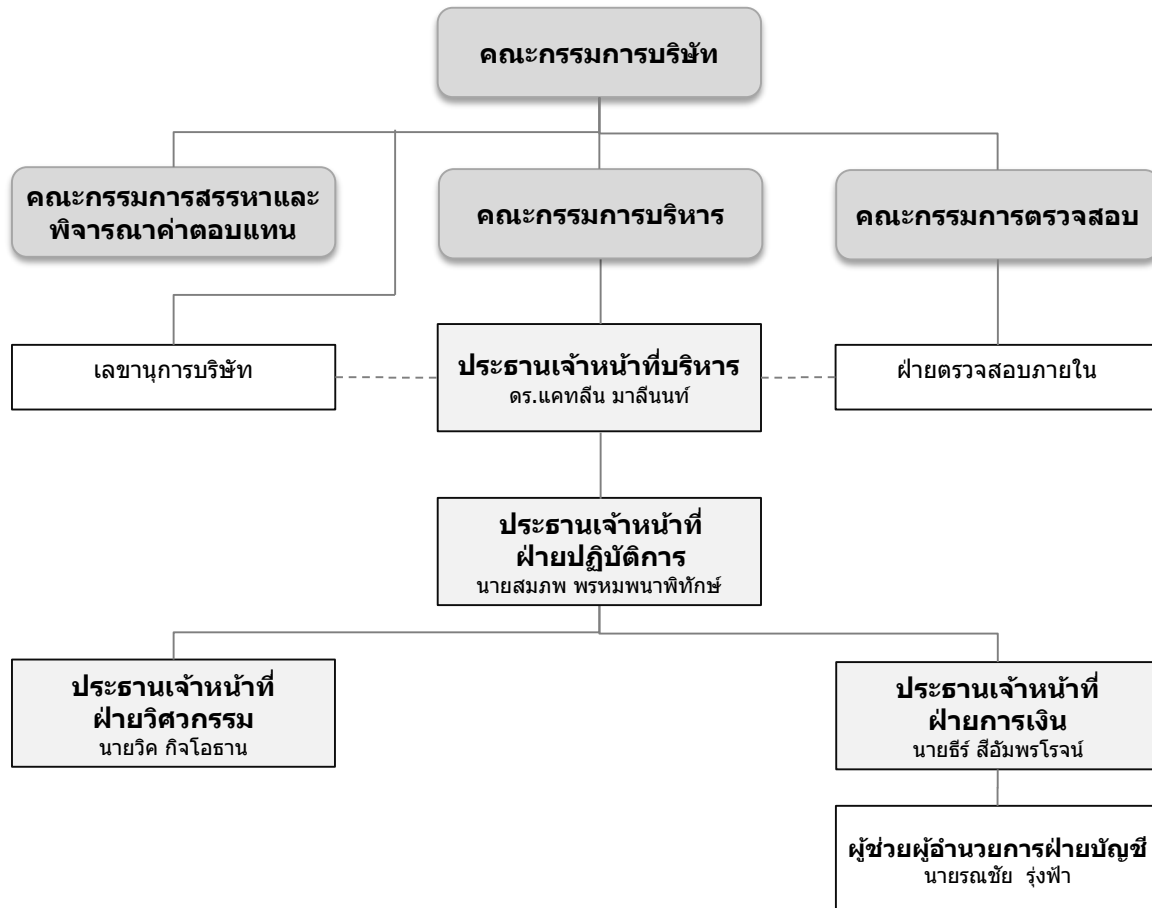 คณะกรรมการบริษัท
คณะกรรมการสรรหาและ
พิจารณาค่าตอบแทน
คณะกรรมการบริหาร
คณะกรรมการตรวจสอบ
เลขานุการบริษัท
ประธานเจ้าหน้าที่บริหาร
ดร.แคทลีน มาลีนนท์
ฝ่ายตรวจสอบภายใน
ประธานเจ้าหน้าที่
ฝ่ายปฏิบัติการ
นายสมภพ พรหมพนาพิทักษ์
ประธานเจ้าหน้าที่
ฝ่ายวิศวกรรม
นายวิค กิจโอธาน
ประธานเจ้าหน้าที่
ฝ่ายการเงิน
นายธีร์ สีอัมพรโรจน์
ผู้ช่วยผู้อำนวยการฝ่ายบัญชี
นายรณชัย รุ่งฟ้า